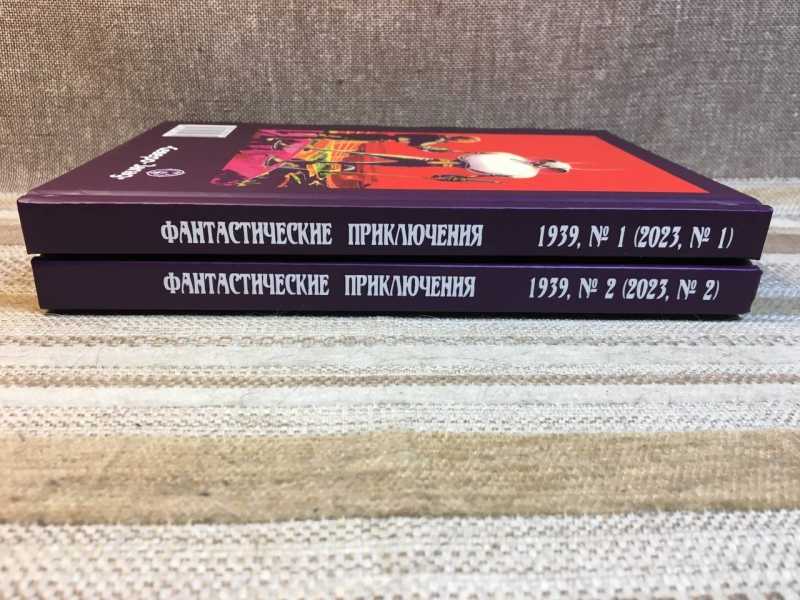 ФАНТАСТИЧЕСКИЕ ПРИКЛЮЧЕНИЯ 1939, № 1 (2023, № 1)
ФАНТАСТИЧЕСКИЕ ПРИКЛЮЧЕНИЯ 1939, № 2 (2023, № 2)